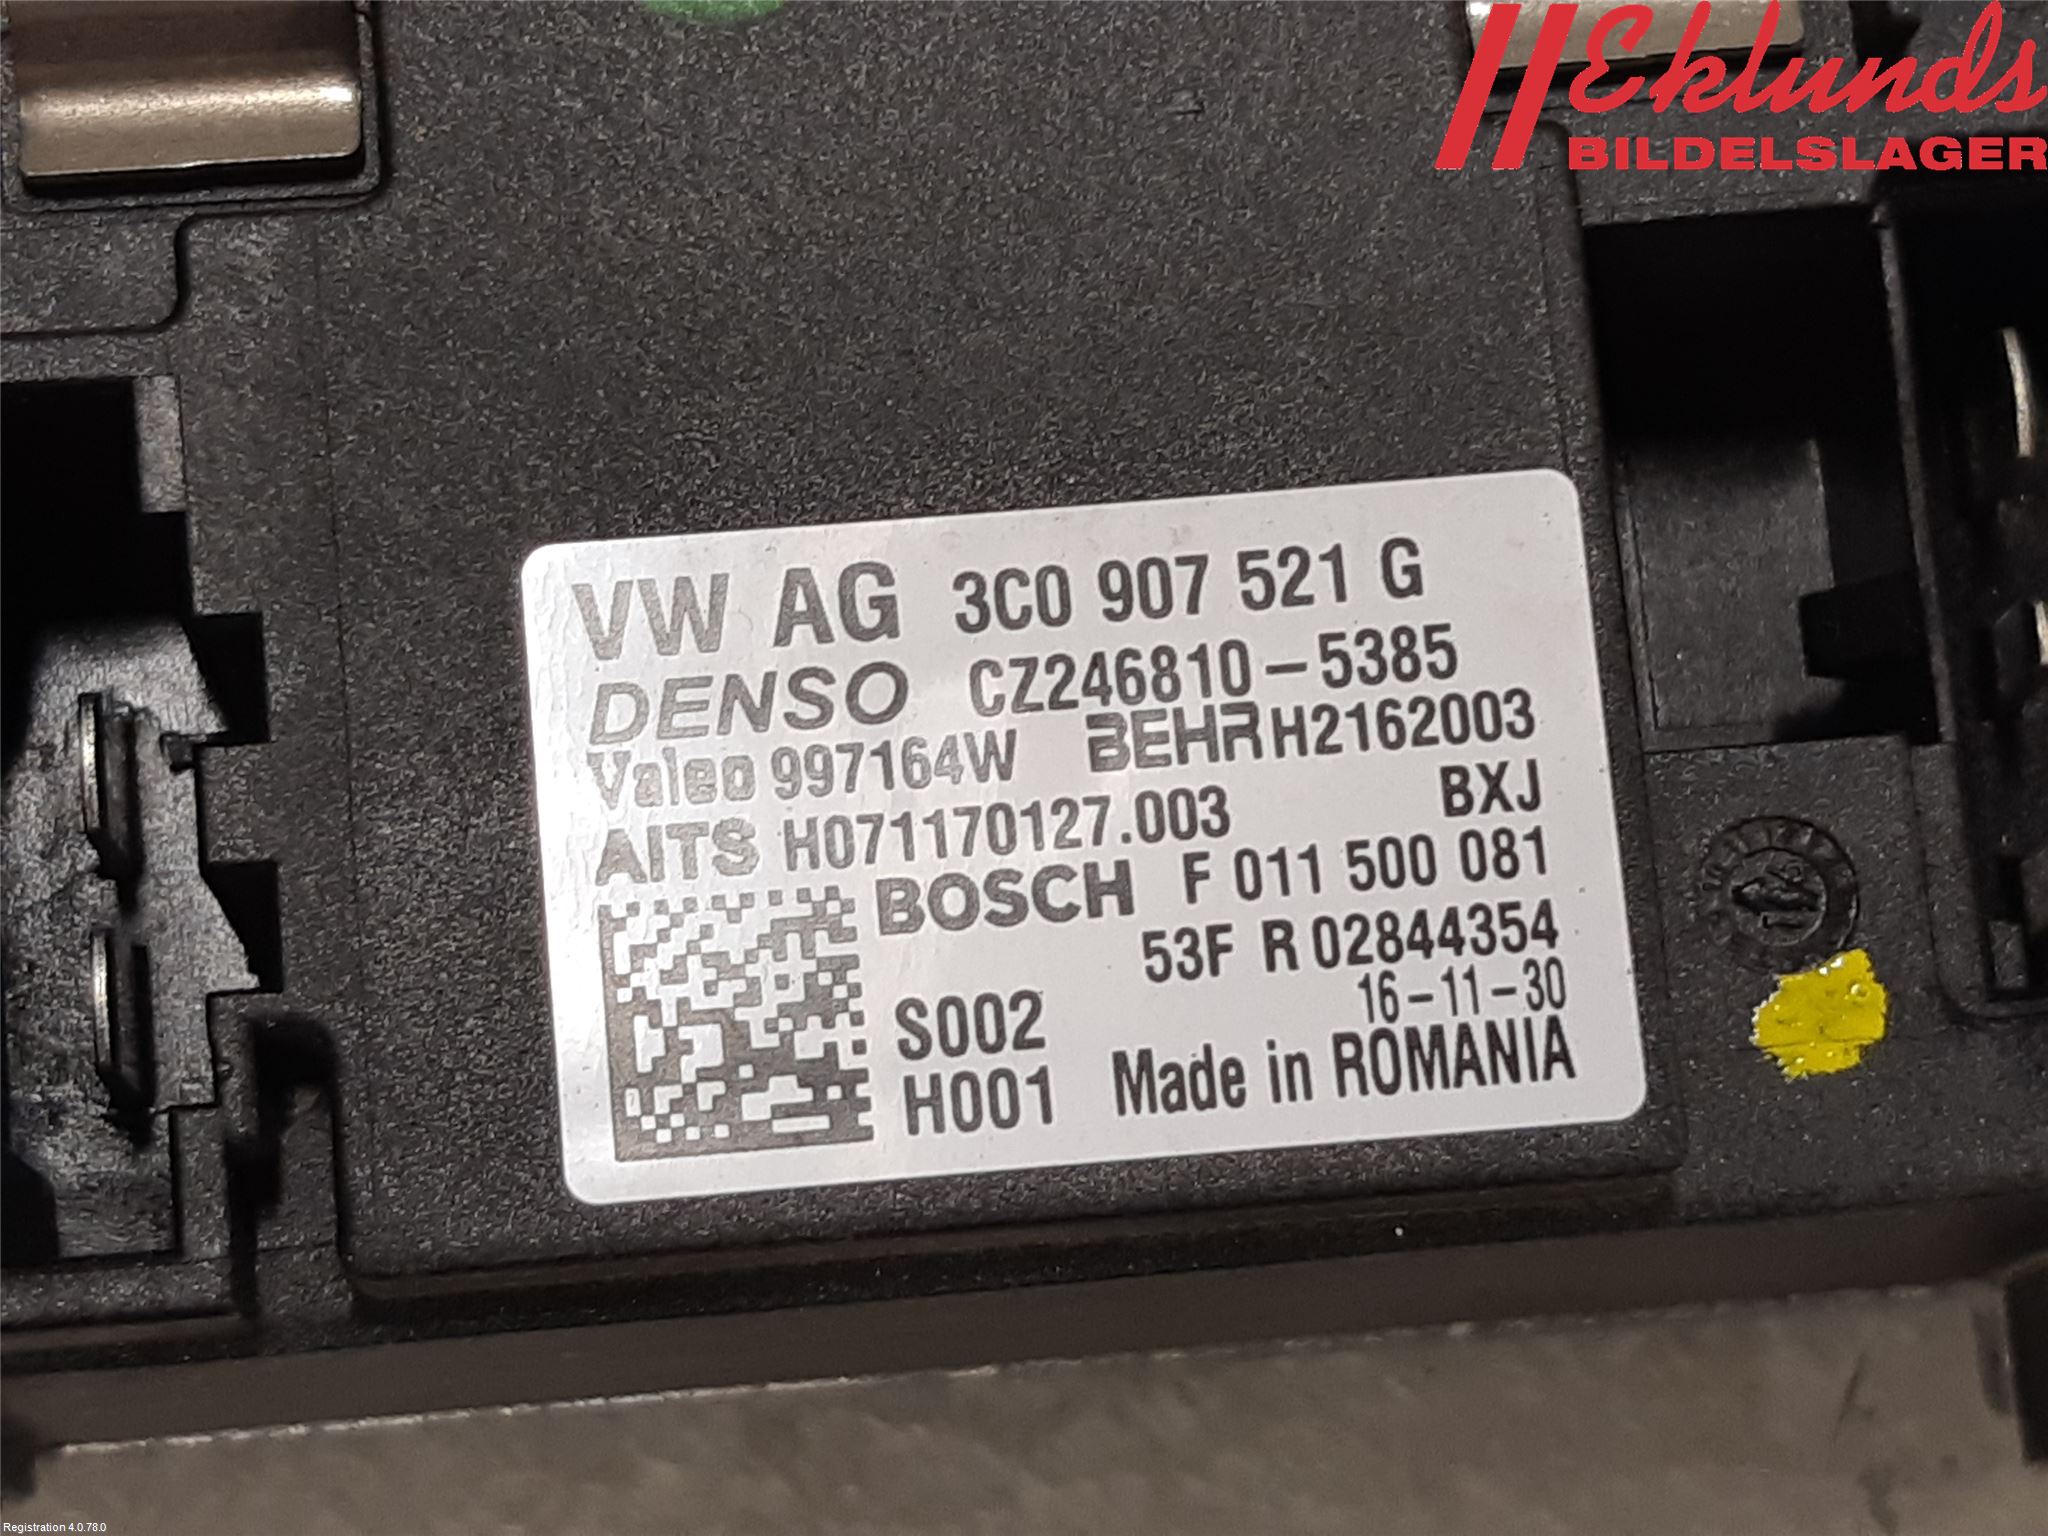 Eklunds
BILDELSLAGER
VW AG 3C0 907 521 G
DENSO CZ246810-5385
Valeo 997164W BEHR H2162003
AITS H071170127.003 BXJ
BOSCH F 011 500 081
53F R 02844354
S002 16-11-30
H001 Made in ROMANIA
Registration 4.0.78.0